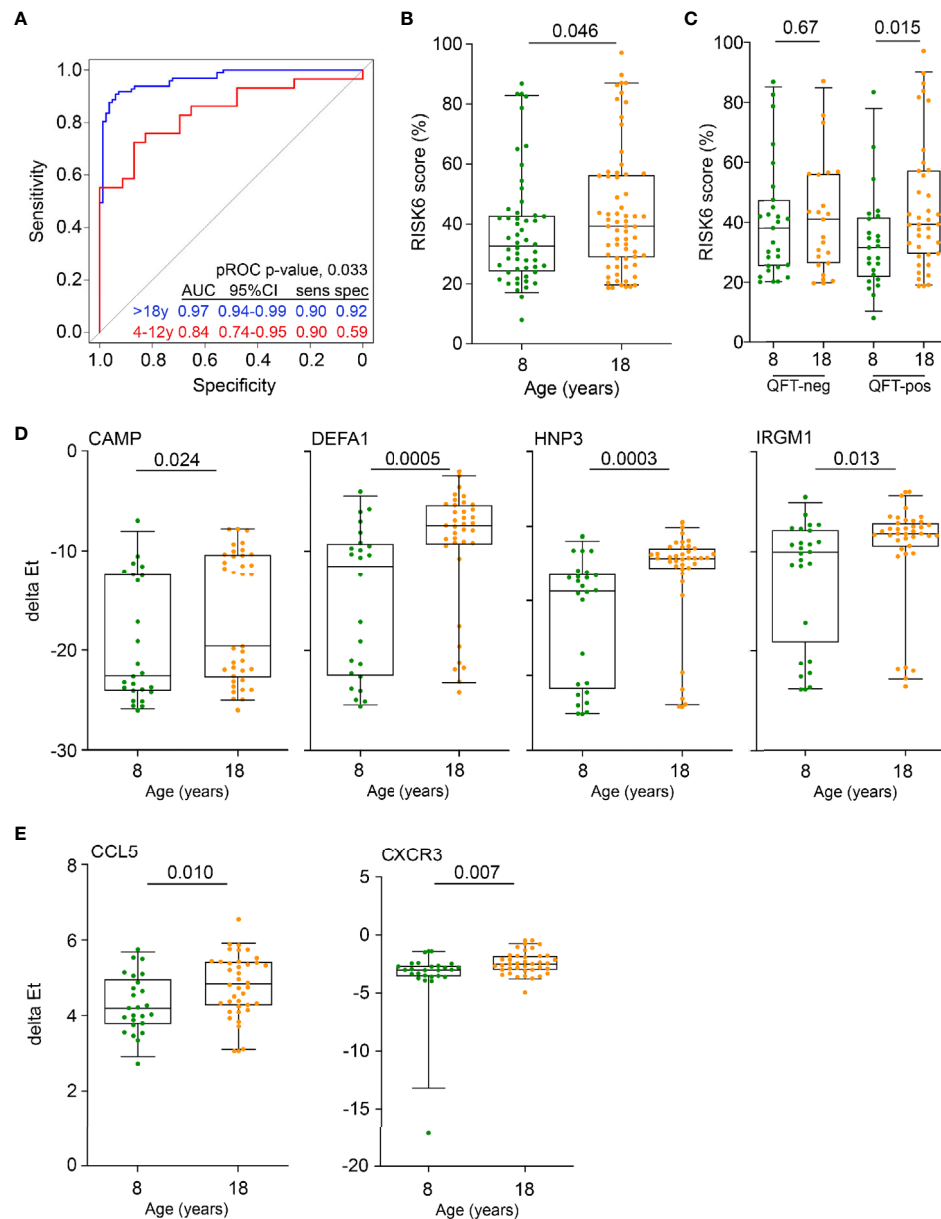 A
1.0
0.8
0.6
0.4
0.2
0.0
Sensitivity
pROC p-value, 0.033
AUC 95%CI sens spec
>18y 0.97 0.94-0.99 0.90 0.92
4-12y 0.84 0.74-0.95 0.90 0.59
1.0 0.8 0.6 0.4 0.2 0
Specificity
B
0.046
100
80
60
40
20
0
RISK6 score (%)
8 18
Age (years)
C
0.67 0.015
100
80
60
40
20
0
RISK6 score (%)
8 18 8 18
QFT-neg QFT-pos
D
CAMP
0.024
0
-10
-20
-30
delta Et
8 18
Age (years)
DEFA1
0.0005
8 18
Age (years)
HNP3
0.0003
8 18
Age (years)
IRGM1
0.013
8 18
Age (years)
E
CCL5
0.010
8
6
4
2
0
delta Et
8 18
Age (years)
CXCR3
0.007
5
0
-5
-10
-15
-20
8 18
Age (years)